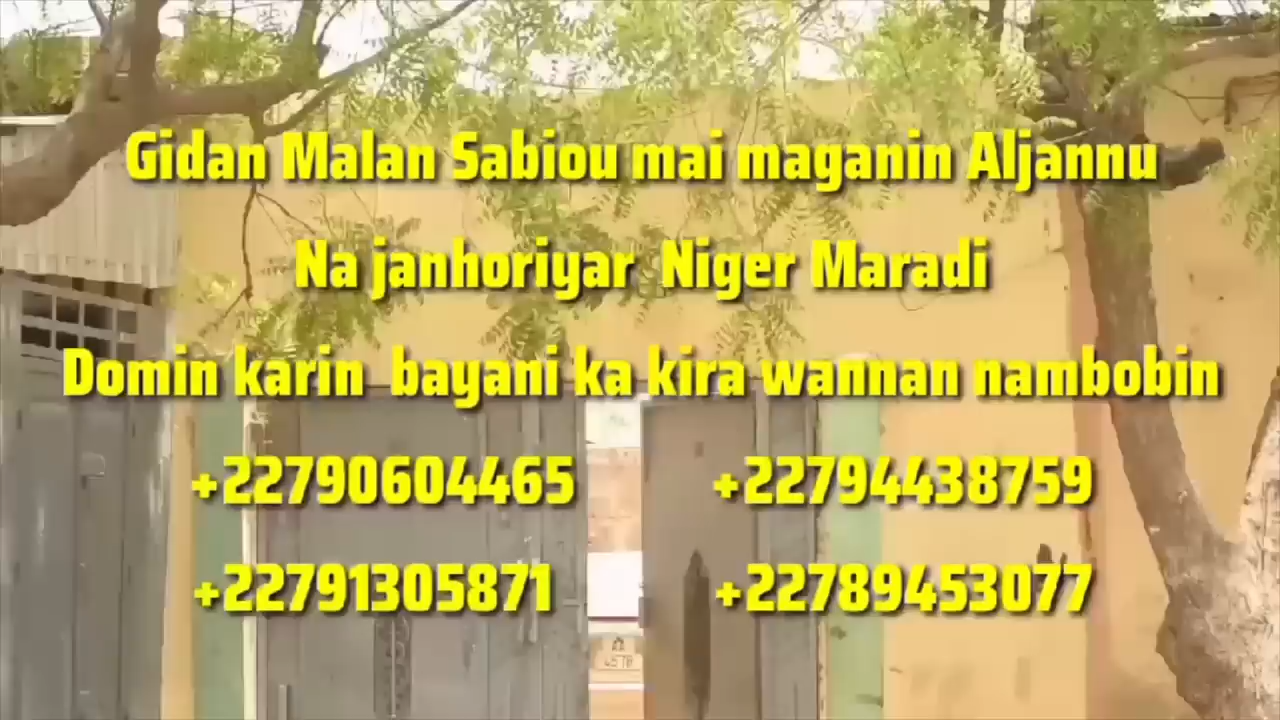 Gidan Malan Sabiou mai maganin Aljannu
Na janhoriyar Niger Maradi
Domin karin bayani ka kira wannan nambobin
+22790604465 +22794438759
+22791305871 +22789453077